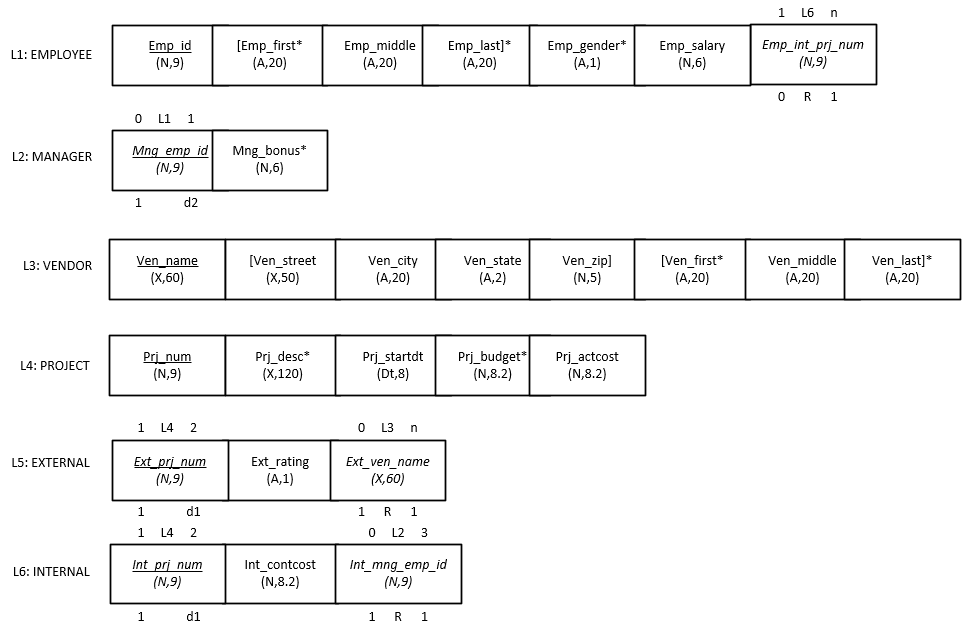 1 L6 n
L1: EMPLOYEE
Emp_id
(N,9)
[Emp_first*
(A,20)
Emp_middle
(A,20)
Emp_last]*
(A,20)
Emp_gender*
(A,1)
Emp_salary
(N,6)
Emp_int_prj_num
(N,9)
0 R 1
0 L1 1
L2: MANAGER
Mng_emp_id
(N,9)
Mng_bonus*
(N,6)
1 d2
L3: VENDOR
Ven_name
(X,60)
[Ven_street
(X,50)
Ven_city
(A,20)
Ven_state
(A,2)
Ven_zip]
(N,5)
[Ven_first*
(A,20)
Ven_middle
(A,20)
Ven_last]*
(A,20)
L4: PROJECT
Prj_num
(N,9)
Prj_desc*
(X,120)
Prj_startdt
(Dt,8)
Prj_budget*
(N,8.2)
Prj_actcost
(N,8.2)
1 L4 2
0 L3 n
L5: EXTERNAL
Ext_prj_num
(N,9)
Ext_rating
(A,1)
Ext_ven_name
(X,60)
1 d1
1 R 1
1 L4 2
0 L2 3
L6: INTERNAL
Int_prj_num
(N,9)
Int_contcost
(N,8.2)
Int_mng_emp_id
(N,9)
1 d1
1 R 1